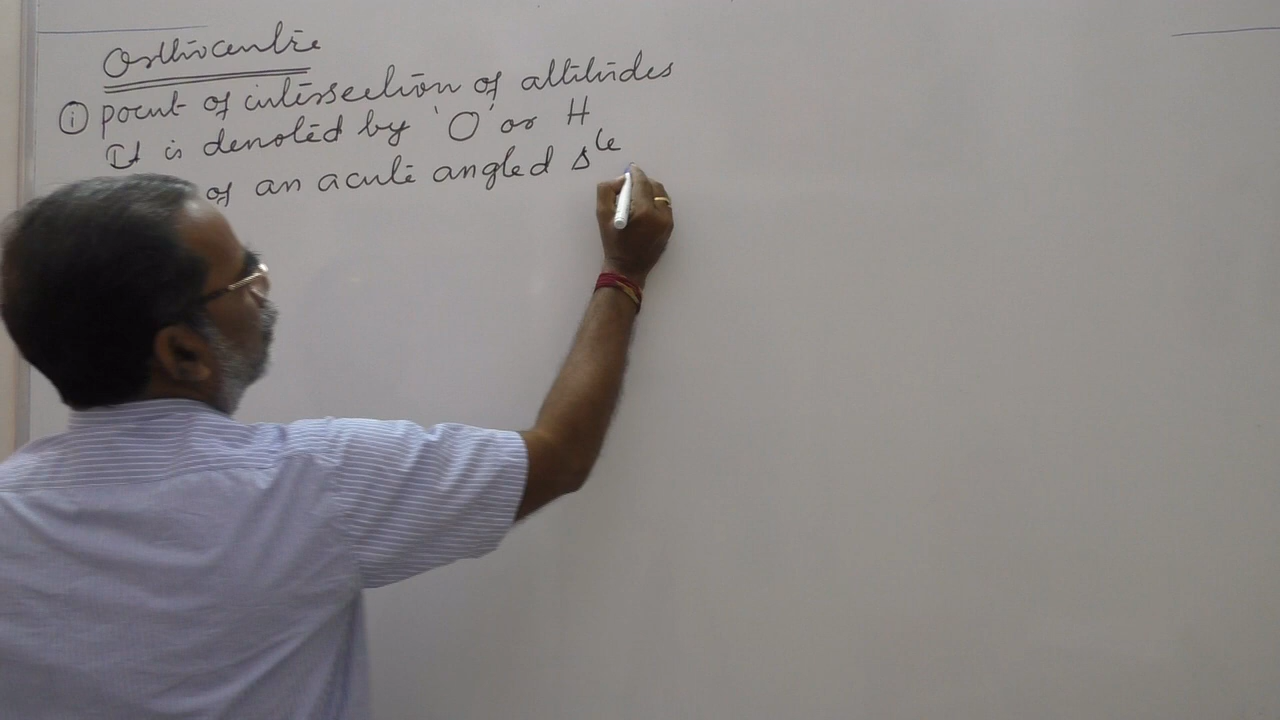 Orthocentre
(i) point of intersection of altitudes
It is denoted by 'O' or H
of an acute angled Δle